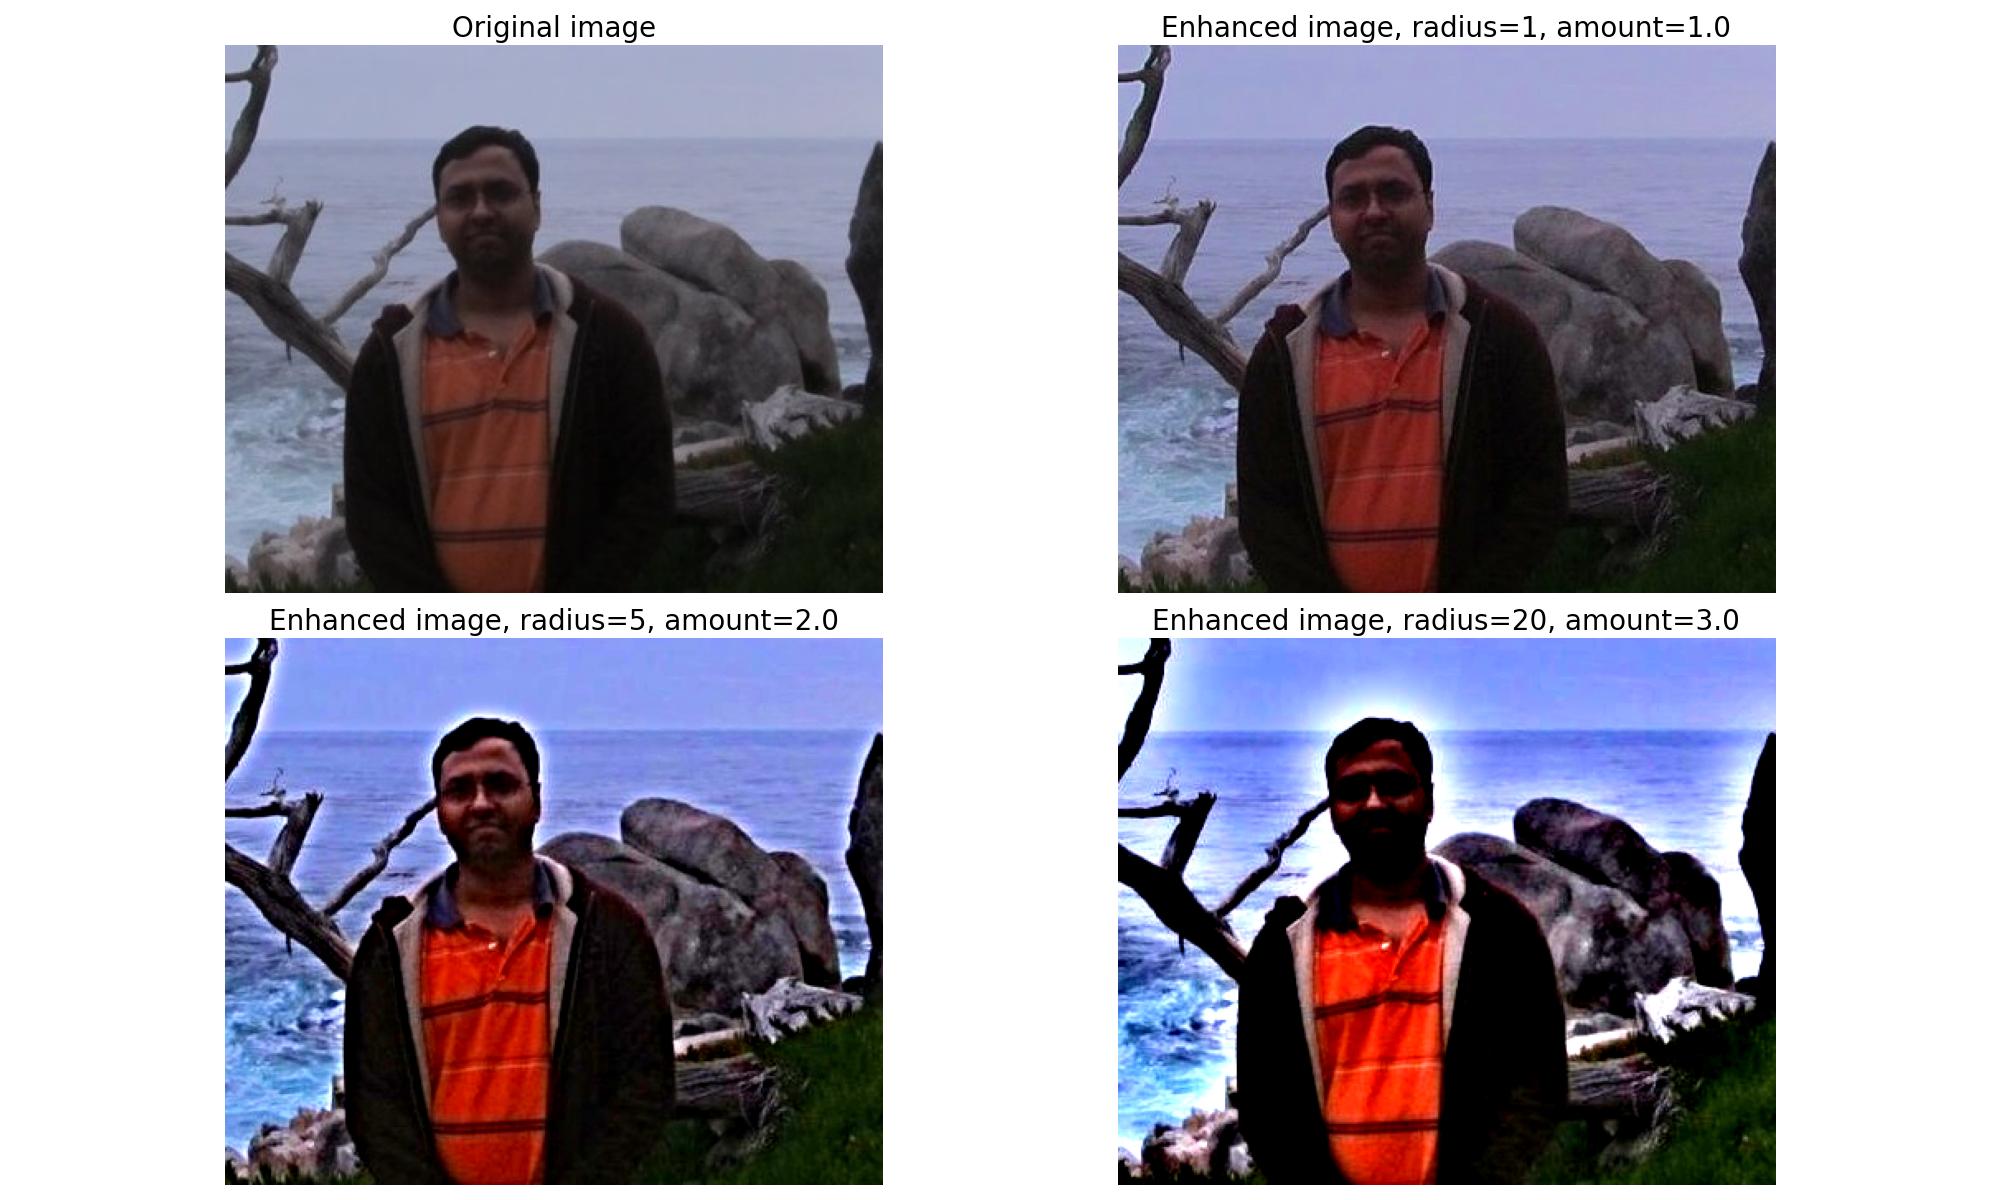 Original image
Enhanced image, radius=1, amount=1.0
Enhanced image, radius=5, amount=2.0
Enhanced image, radius=20, amount=3.0